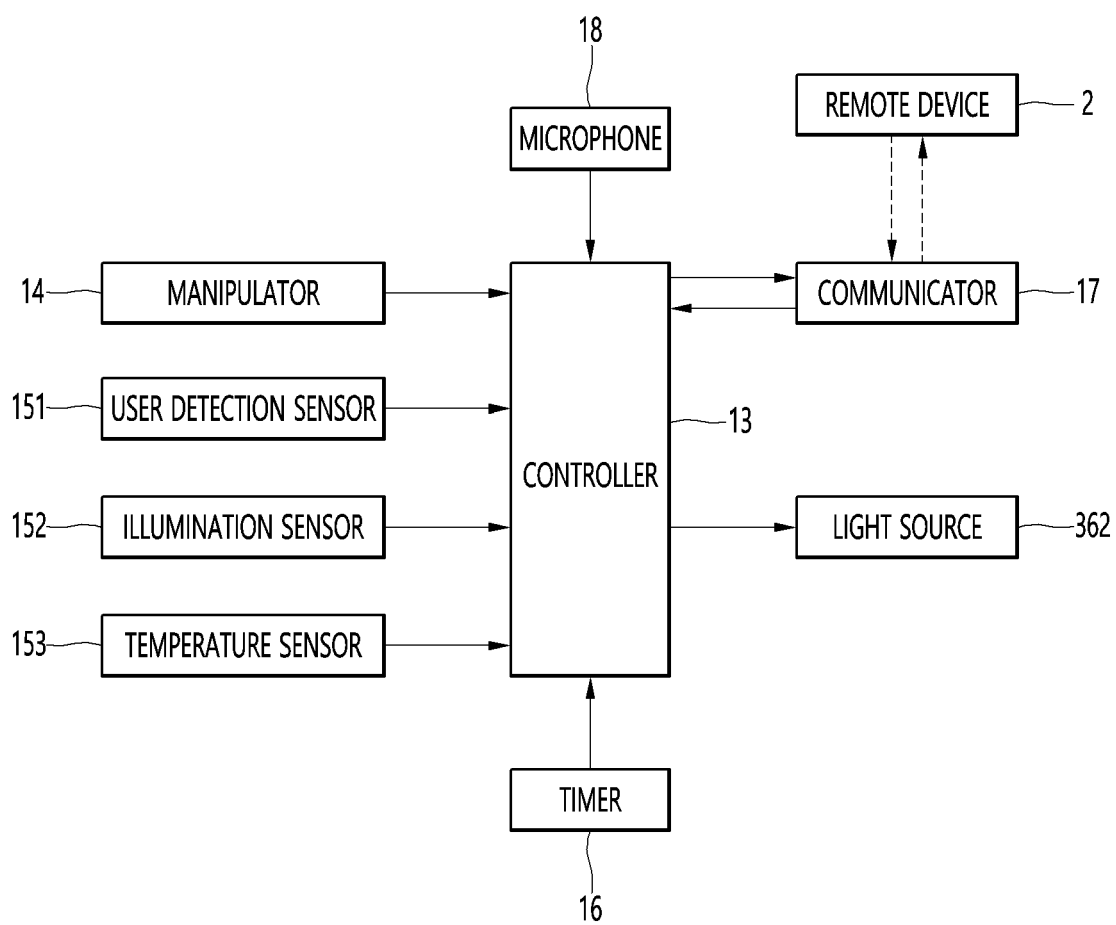 18
MICROPHONE
REMOTE DEVICE
2
14
MANIPULATOR
COMMUNICATOR
17
151
USER DETECTION SENSOR
13
CONTROLLER
152
ILLUMINATION SENSOR
LIGHT SOURCE
362
153
TEMPERATURE SENSOR
TIMER
16